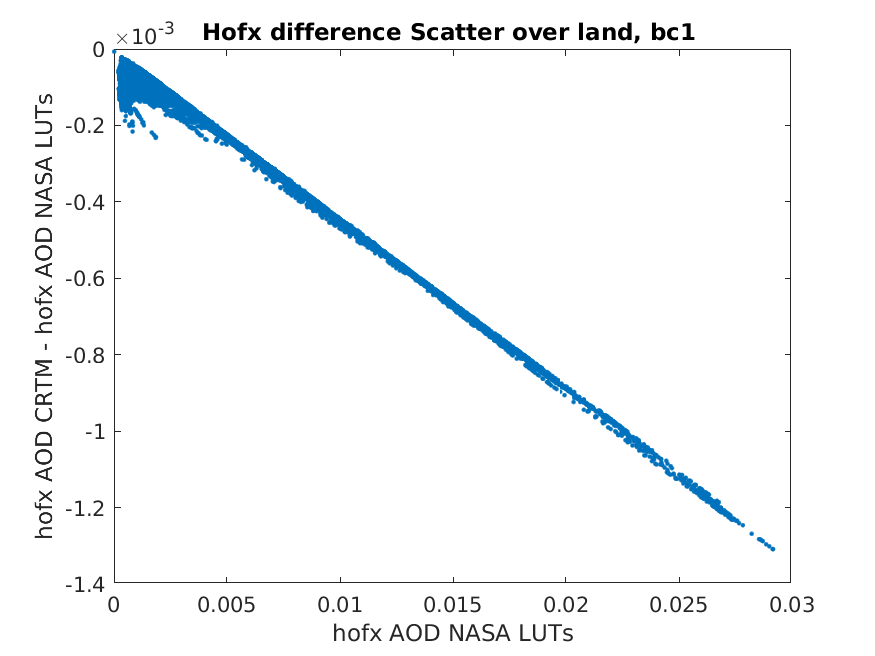 ×10-3
Hofx difference Scatter over land, bc1
0
-0.2
-0.4
-0.6
-0.8
-1
-1.2
-1.4
hofx AOD CRTM - hofx AOD NASA LUTs
0 0.005 0.01 0.015 0.02 0.025 0.03
hofx AOD NASA LUTs